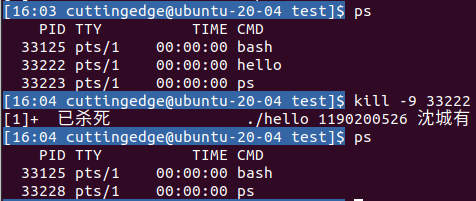 [16:03 cuttingedge@ubuntu-20-04 test]$ ps
PID TTY TIME CMD
33125 pts/1 00:00:00 bash
33222 pts/1 00:00:00 hello
33223 pts/1 00:00:00 ps
[16:04 cuttingedge@ubuntu-20-04 test]$ kill -9 33222
[1]+ 已杀死 ./hello 1190200526 沈城有
[16:04 cuttingedge@ubuntu-20-04 test]$ ps
PID TTY TIME CMD
33125 pts/1 00:00:00 bash
33228 pts/1 00:00:00 ps